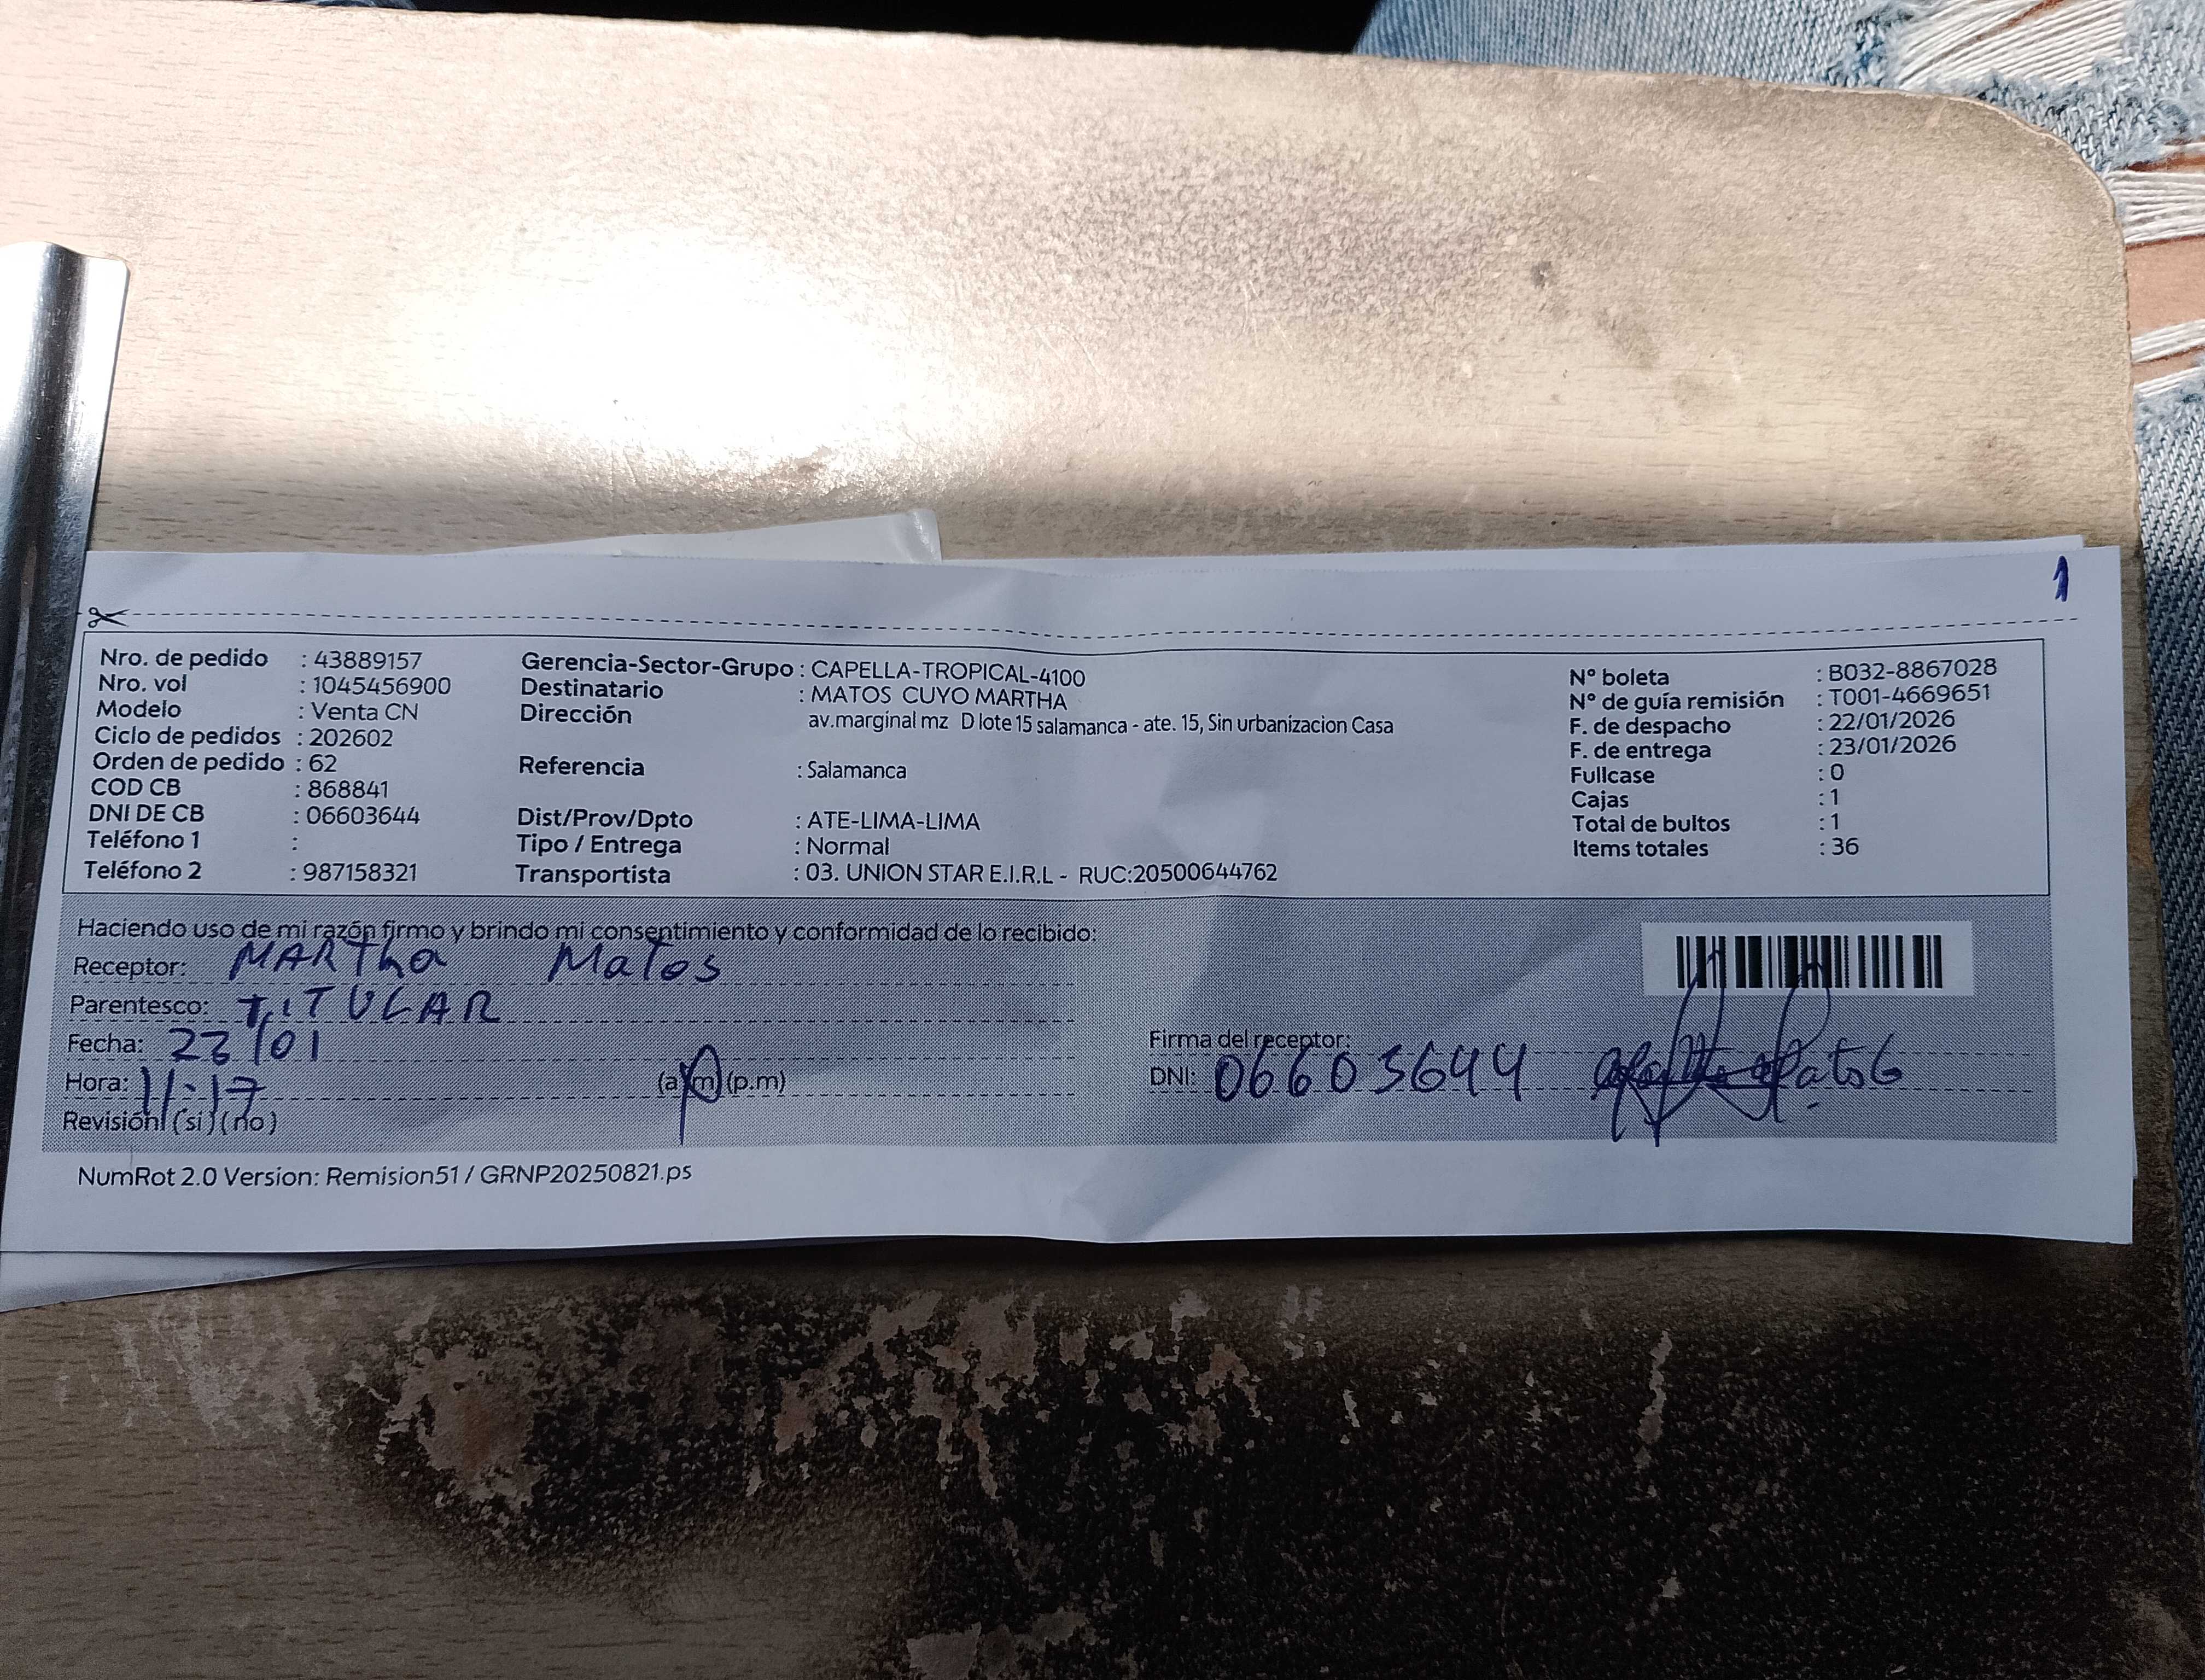 1
Nro. de pedido : 43889157
Nro. vol : 1045456900
Modelo : Venta CN
Ciclo de pedidos : 202602
Orden de pedido : 62
COD CB : 868841
DNI DE CB : 06603644
Teléfono 1 :
Teléfono 2 : 987158321
Gerencia-Sector-Grupo : CAPELLA-TROPICAL-4100
Destinatario : MATOS CUYO MARTHA
Dirección av.marginal mz D lote 15 salamanca - ate. 15, Sin urbanizacion Casa
Referencia : Salamanca
Dist/Prov/Dpto : ATE-LIMA-LIMA
Tipo / Entrega : Normal
Transportista : 03. UNION STAR E.I.R.L - RUC:20500644762
N° boleta : B032-8867028
N° de guía remisión : T001-4669651
F. de despacho : 22/01/2026
F. de entrega : 23/01/2026
Fullcase : 0
Cajas : 1
Total de bultos : 1
Items totales : 36
Haciendo uso de mi razón firmo y brindo mi consentimiento y conformidad de lo recibido:
Receptor: MARTha Matos
Parentesco: TITULAR
Fecha: 23/01
Hora: 11:17 (a.m) (p.m)
Revisión (si) (no)
Firma del receptor:
DNI: 06603644
NumRot 2.0 Version: Remision51 / GRNP20250821.ps